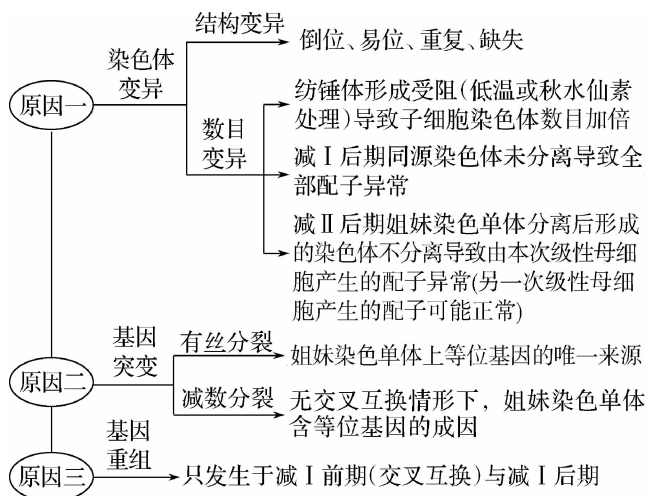 结构变异
倒位、易位、重复、缺失
染色体
变异
原因一
数目
变异
纺锤体形成受阻(低温或秋水仙素
处理)导致子细胞染色体数目加倍
减Ⅰ后期同源染色体未分离导致全
部配子异常
减Ⅱ后期姐妹染色单体分离后形成
的染色体不分离导致由本次级性母细
胞产生的配子异常(另一次级性母细
胞产生的配子可能正常)
原因二
基因
突变
有丝分裂
姐妹染色单体上等位基因的唯一来源
减数分裂
无交叉互换情形下，姐妹染色单体
含等位基因的成因
原因三
基因
重组
只发生于减Ⅰ前期(交叉互换)与减Ⅰ后期